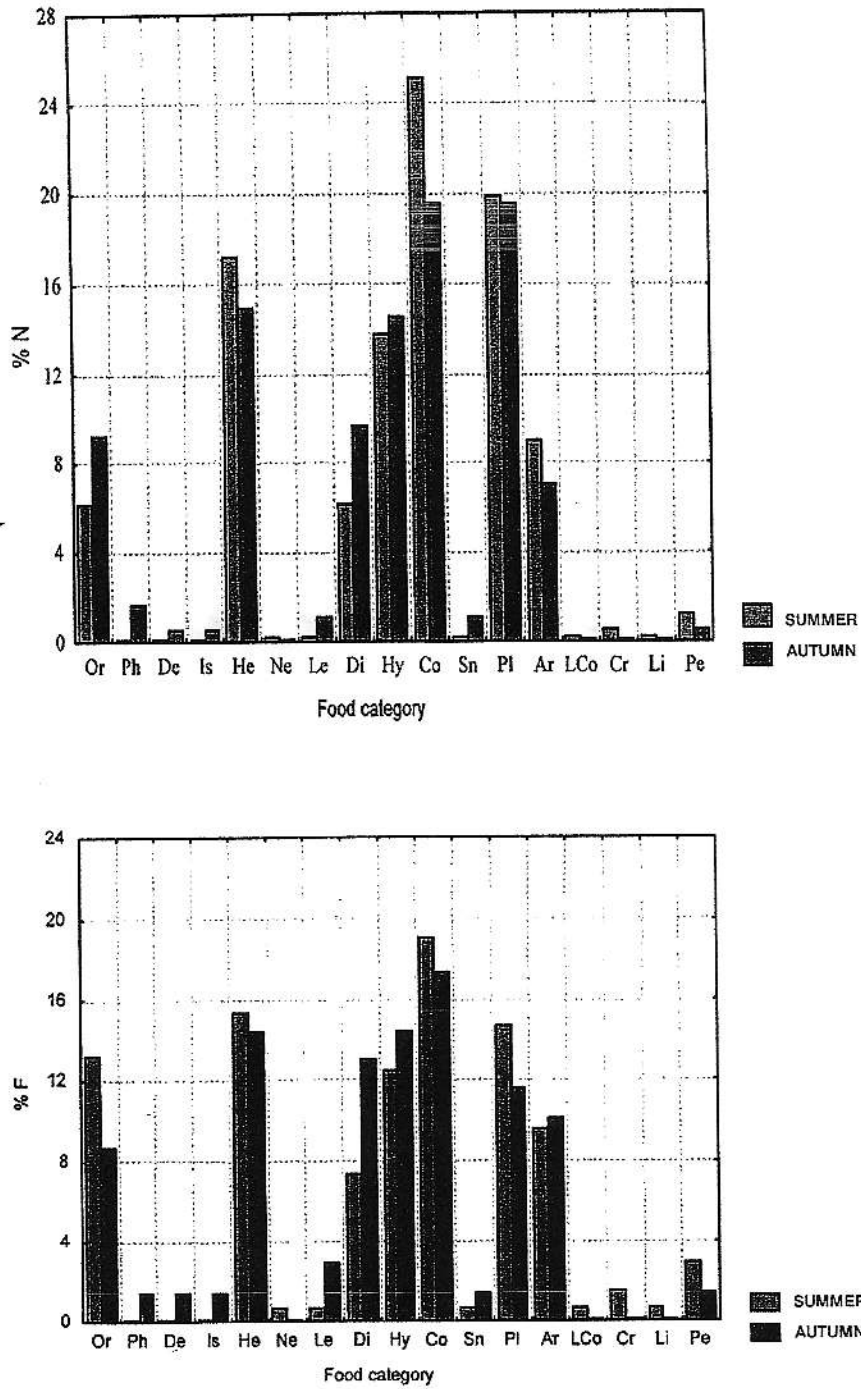 28
24
20
16
12
8
4
0
% N
Or Ph De Is He Ne Le Di Hy Co Sn Pl Ar LCo Cr Li Pe
Food category
SUMMER
AUTUMN
24
20
16
12
8
4
0
% F
Or Ph De Is He Ne Le Di Hy Co Sn Pl Ar LCo Cr Li Pe
Food category
SUMMER
AUTUMN